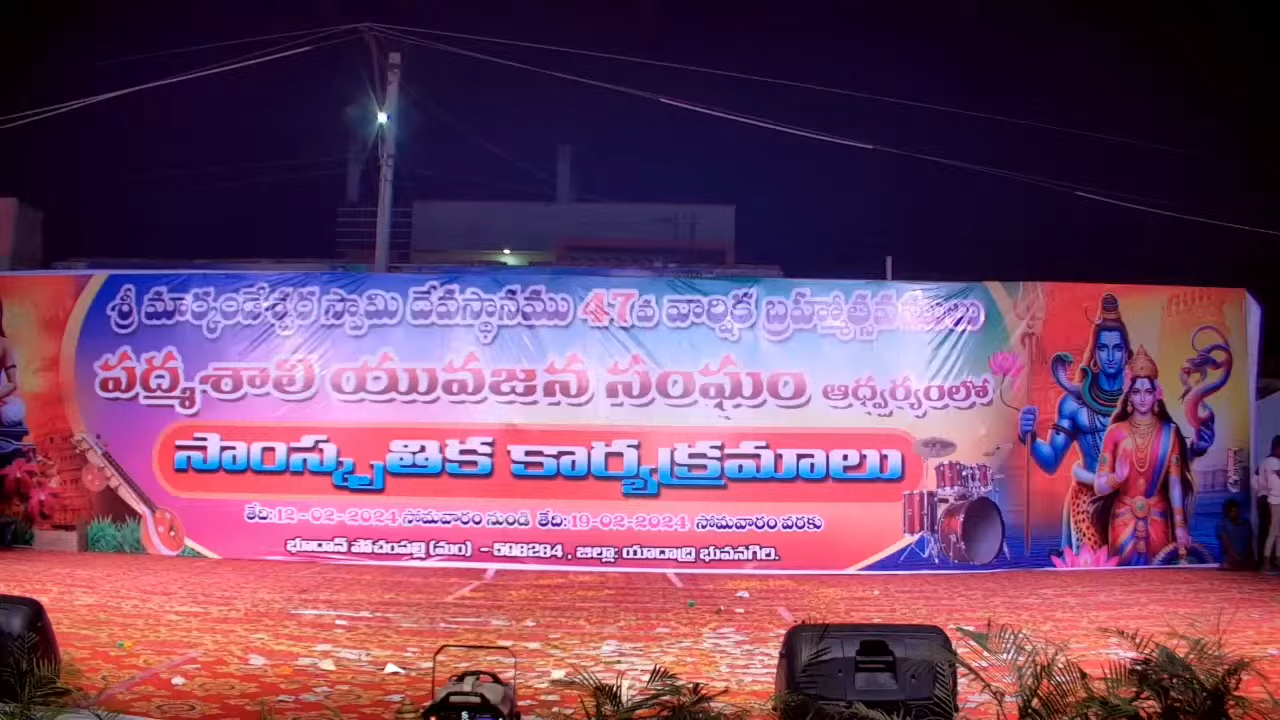 శ్రీ మార్కండేశ్వర స్వామి దేవస్థానము 47వ వార్షిక బ్రహ్మోత్సవములు
పద్మశాలి యువజన సంఘం ఆధ్వర్యంలో
సాంస్కృతిక కార్యక్రమాలు
తేది:12-02-2024 సోమవారం నుండి తేది:19-02-2024 సోమవారం వరకు
భూదాన్ పోచంపల్లి (మం) - 508284, జిల్లా: యాదాద్రి భువనగిరి.